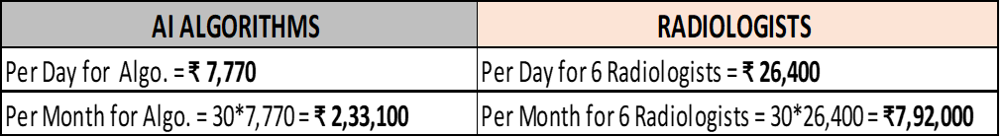 AI ALGORITHMS
RADIOLOGISTS
Per Day for Algo. = ₹ 7,770
Per Day for 6 Radiologists = ₹ 26,400
Per Month for Algo. = 30*7,770 = ₹ 2,33,100
Per Month for 6 Radiologists = 30*26,400 = ₹7,92,000